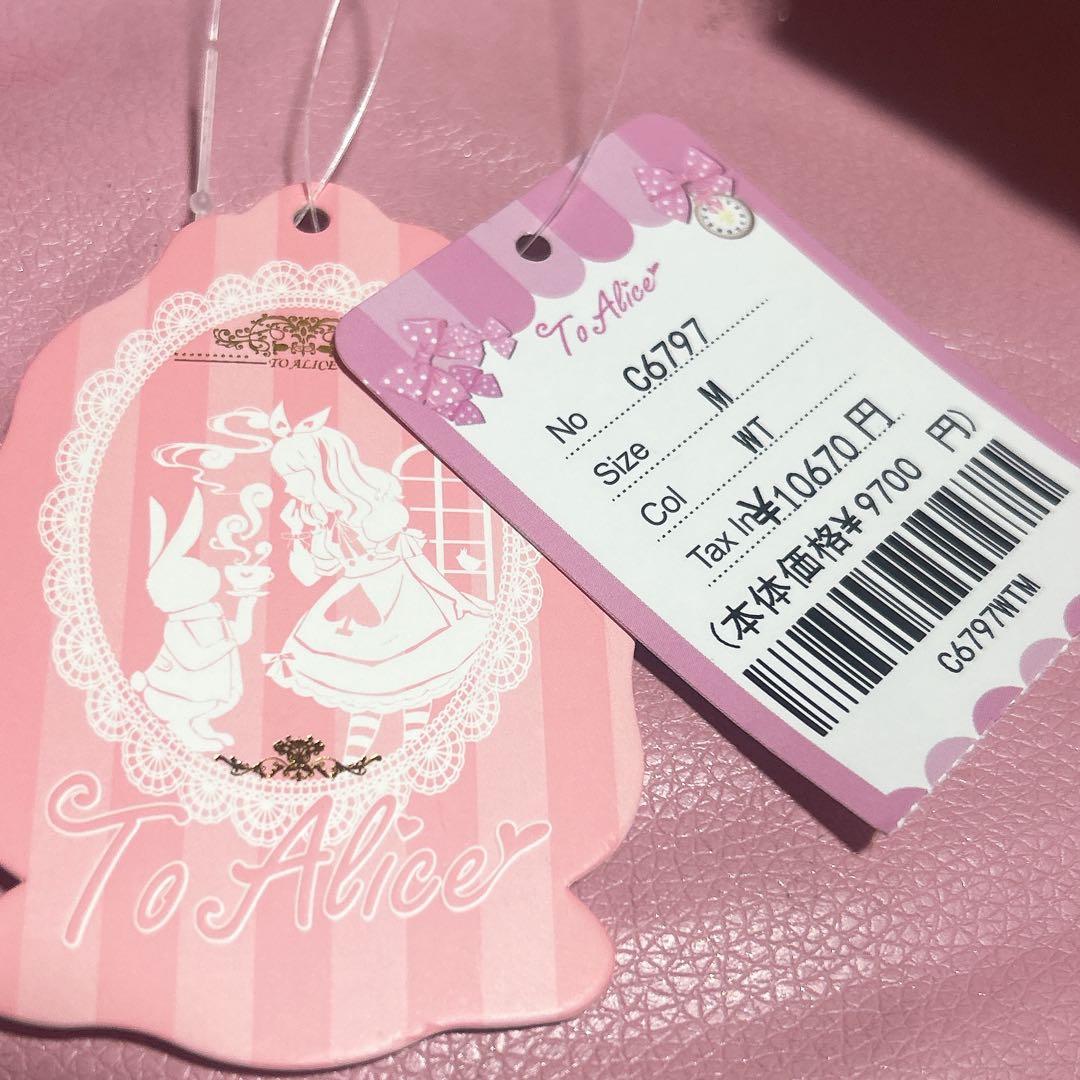 TO ALICE
To Alice
To Alice
No C6797
Size M
Col WT
Tax In¥10670 円
(本体価格¥9700 円)
C6797WTM